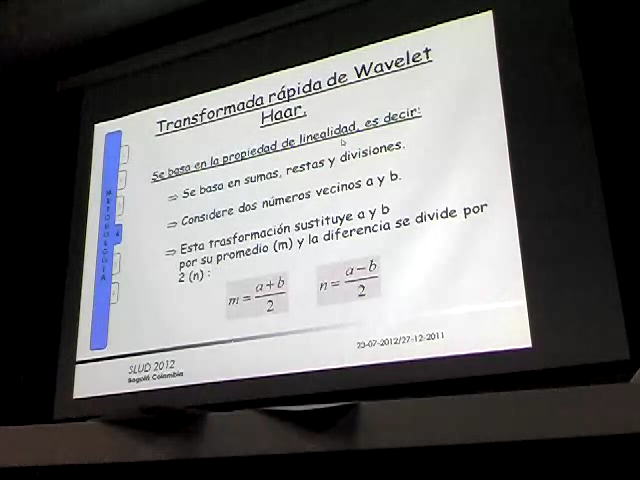 Transformada rápida de Wavelet
Haar.
Se basa en la propiedad de linealidad, es decir:
⇒ Se basa en sumas, restas y divisiones.
⇒ Considere dos números vecinos a y b.
⇒ Esta trasformación sustituye a y b
por su promedio (m) y la diferencia se divide por
2 (n) :
m = (a+b)/2
n = (a−b)/2
METODOLOGÍA
4
SLUD 2012
Bogotá Colombia
23-07-2012/27-12-2011